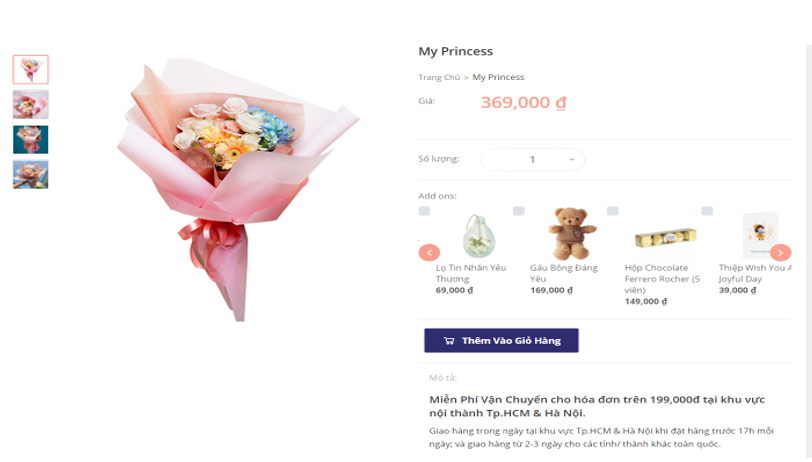 My Princess
Trang Chủ > My Princess
Giá: 369,000 ₫
Số lượng: 1 +
Add ons:
Lọ Tin Nhắn Yêu
Thương
69,000 ₫
Gấu Bông Đáng
Yêu
169,000 ₫
Hộp Chocolate
Ferrero Rocher (5
viên)
149,000 ₫
Thiệp Wish You A
Joyful Day
39,000 ₫
Thêm Vào Giỏ Hàng
Mô tả:
Miễn Phí Vận Chuyển cho hóa đơn trên 199,000đ tại khu vực
nội thành Tp.HCM & Hà Nội.
Giao hàng trong ngày tại khu vực Tp.HCM & Hà Nội khi đặt hàng trước 17h mỗi
ngày; và giao hàng từ 2-3 ngày cho các tỉnh/ thành khác toàn quốc.